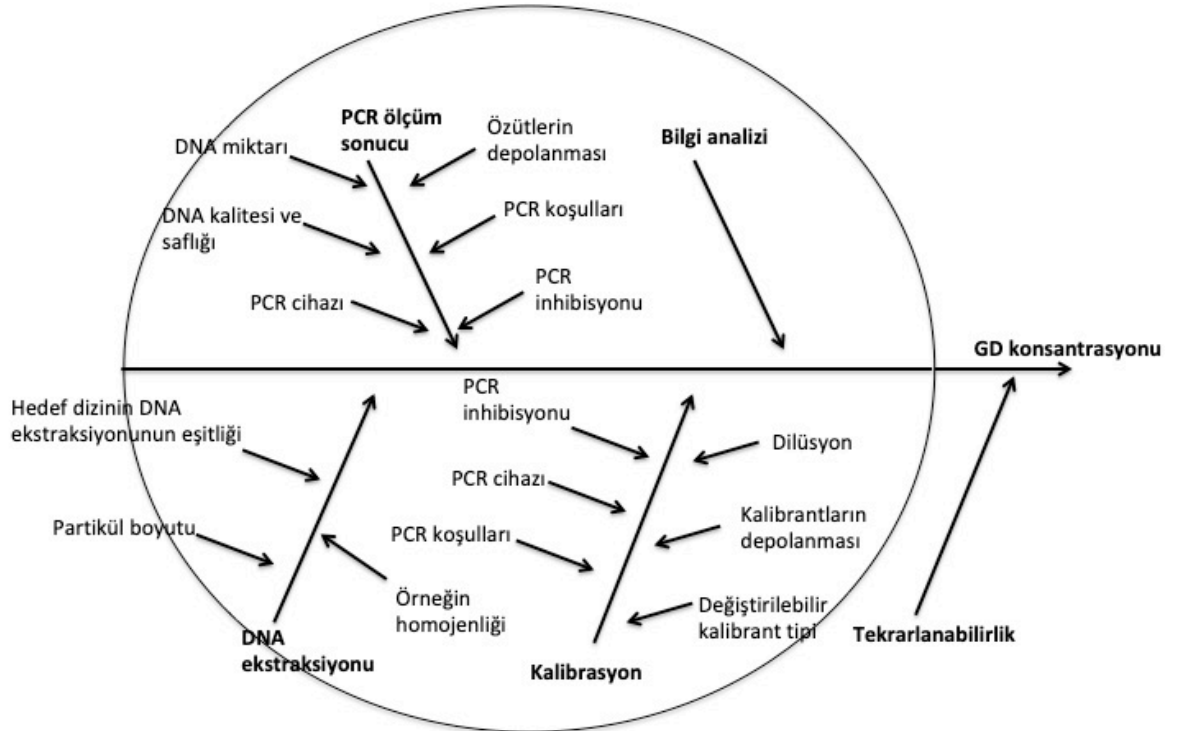 PCR ölçüm
sonucu
DNA miktarı
Özütlerin
depolanması
DNA kalitesi ve
saflığı
PCR koşulları
PCR cihazı
PCR
inhibisyonu
Bilgi analizi
GD konsantrasyonu
Hedef dizinin DNA
ekstraksiyonunun eşitliği
Partikül boyutu
Örneğin
homojenliği
DNA
ekstraksiyonu
PCR
inhibisyonu
Dilüsyon
PCR cihazı
Kalibrantların
depolanması
PCR koşulları
Değiştirilebilir
kalibrant tipi
Kalibrasyon
Tekrarlanabilirlik